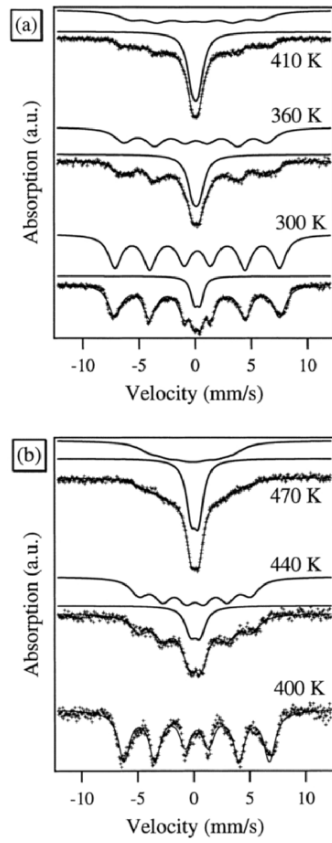 (a)
410 K
360 K
300 K
Absorption (a.u.)
-10 -5 0 5 10
Velocity (mm/s)
(b)
470 K
440 K
400 K
Absorption (a.u.)
-10 -5 0 5 10
Velocity (mm/s)